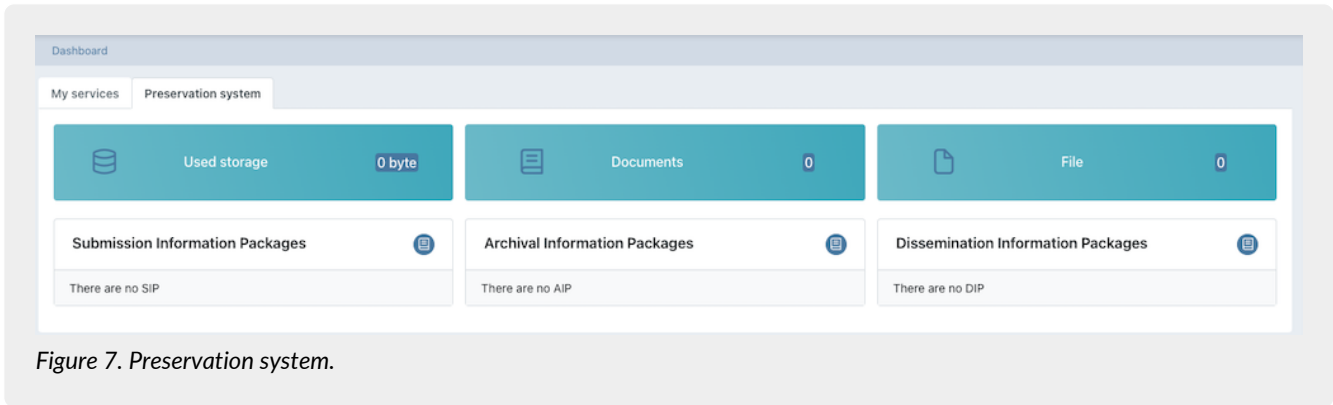 Dashboard
My services Preservation system
Used storage 0 byte Documents 0 File 0
Submission Information Packages Archival Information Packages Dissemination Information Packages
There are no SIP There are no AIP There are no DIP
Figure 7. Preservation system.